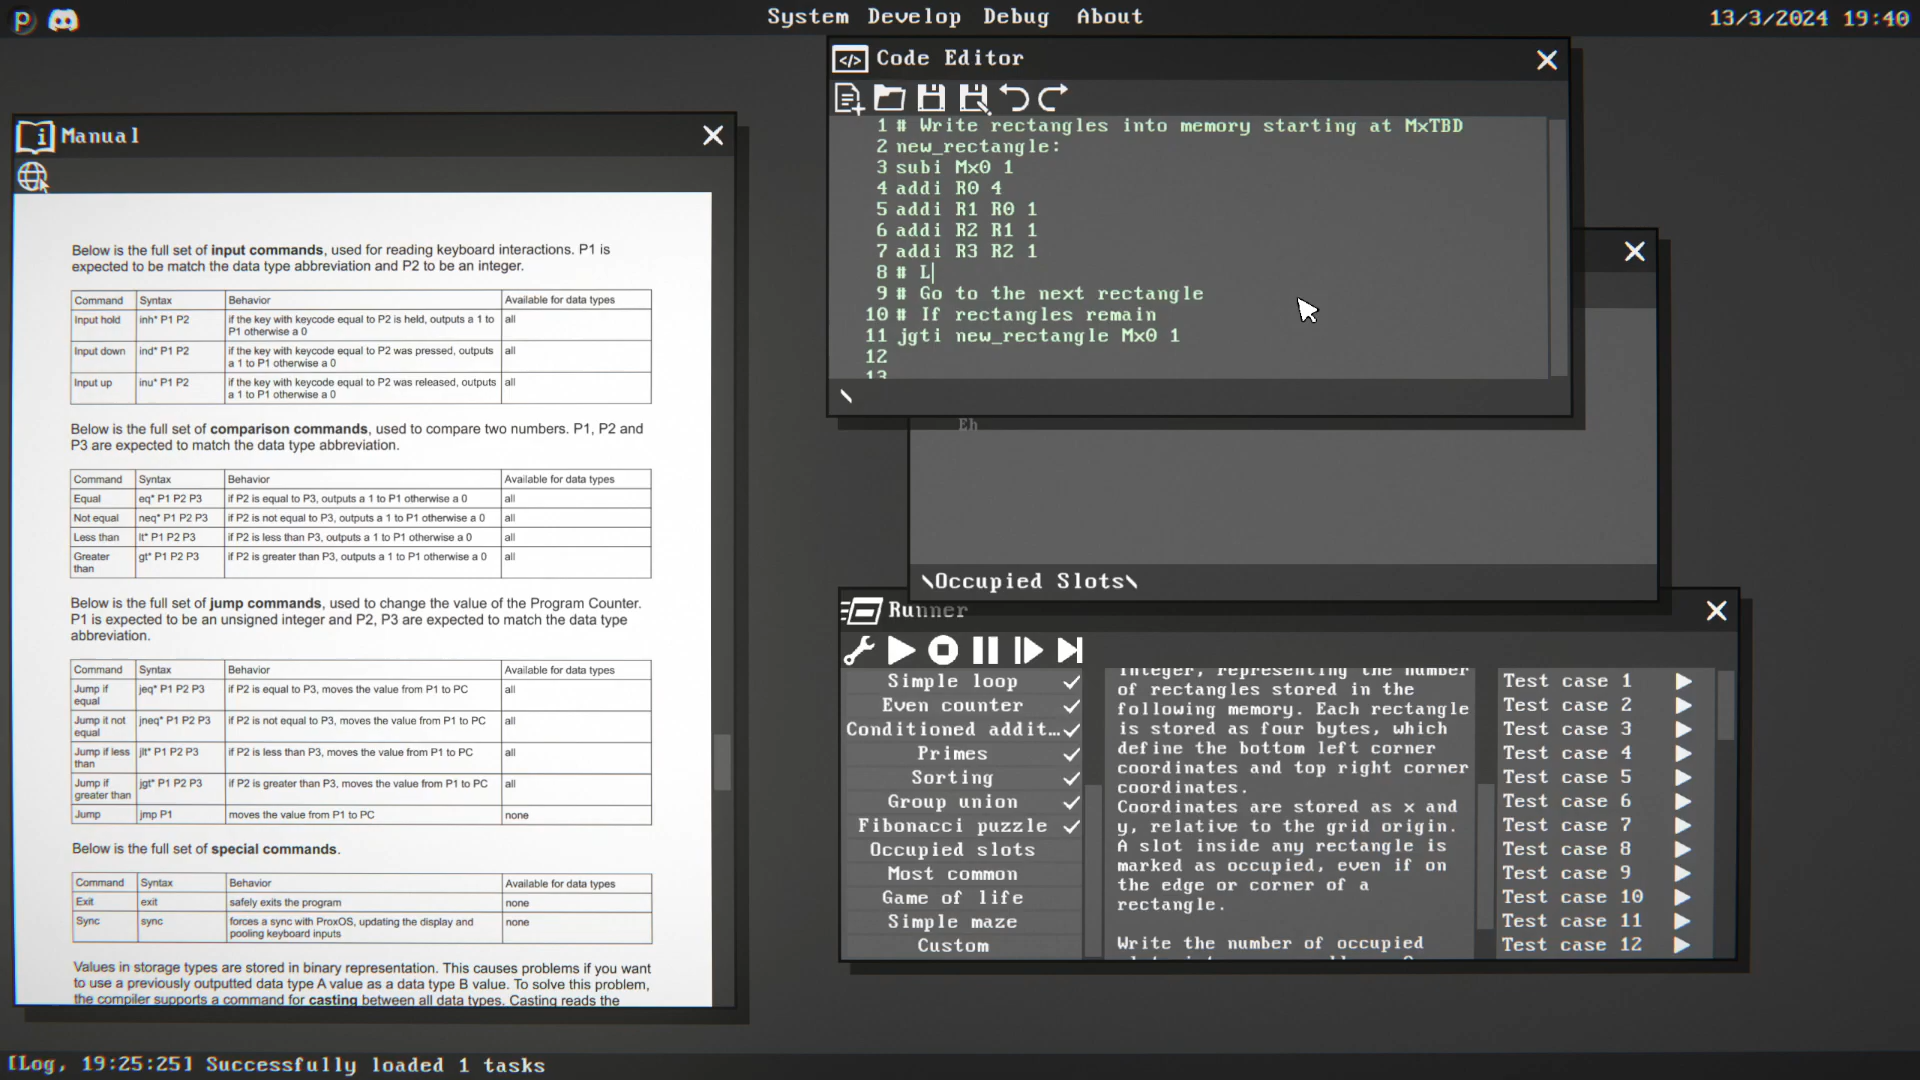 System Develop Debug About
13/3/2024 19:40
Manual
Below is the full set of input commands, used for reading keyboard interactions. P1 is
expected to be match the data type abbreviation and P2 to be an integer.
Command Syntax Behavior Available for data types
Input hold inh* P1 P2 if the key with keycode equal to P2 is held, outputs a 1 to all
P1 otherwise a 0
Input down ind* P1 P2 if the key with keycode equal to P2 was pressed, outputs all
a 1 to P1 otherwise a 0
Input up inu* P1 P2 if the key with keycode equal to P2 was released, outputs all
a 1 to P1 otherwise a 0
Below is the full set of comparison commands, used to compare two numbers. P1, P2 and
P3 are expected to match the data type abbreviation.
Command Syntax Behavior Available for data types
Equal eq* P1 P2 P3 if P2 is equal to P3, outputs a 1 to P1 otherwise a 0 all
Not equal neq* P1 P2 P3 if P2 is not equal to P3, outputs a 1 to P1 otherwise a 0 all
Less than lt* P1 P2 P3 if P2 is less than P3, outputs a 1 to P1 otherwise a 0 all
Greater gt* P1 P2 P3 if P2 is greater than P3, outputs a 1 to P1 otherwise a 0 all
than
Below is the full set of jump commands, used to change the value of the Program Counter.
P1 is expected to be an unsigned integer and P2, P3 are expected to match the data type
abbreviation.
Command Syntax Behavior Available for data types
Jump if jeq* P1 P2 P3 if P2 is equal to P3, moves the value from P1 to PC all
equal
Jump it not jneq* P1 P2 P3 if P2 is not equal to P3, moves the value from P1 to PC all
equal
Jump if less jlt* P1 P2 P3 if P2 is less than P3, moves the value from P1 to PC all
than
Jump if jgt* P1 P2 P3 if P2 is greater than P3, moves the value from P1 to PC all
greater than
Jump jmp P1 moves the value from P1 to PC none
Below is the full set of special commands.
Command Syntax Behavior Available for data types
Exit exit safely exits the program none
Sync sync forces a sync with ProxOS, updating the display and none
pooling keyboard inputs
Values in storage types are stored in binary representation. This causes problems if you want
to use a previously outputted data type A value as a data type B value. To solve this problem,
the compiler supports a command for casting between all data types. Casting reads the
Code Editor
1 # Write rectangles into memory starting at MxTBD
2 new_rectangle:
3 subi Mx0 1
4 addi R0 4
5 addi R1 R0 1
6 addi R2 R1 1
7 addi R3 R2 1
8 # L
9 # Go to the next rectangle
10 # If rectangles remain
11 jgti new_rectangle Mx0 1
12
13
\
Eh
\Occupied Slots\
Runner
Simple loop
Even counter
Conditioned addit...
Primes
Sorting
Group union
Fibonacci puzzle
Occupied slots
Most common
Game of life
Simple maze
Custom
integer, representing the number
of rectangles stored in the
following memory. Each rectangle
is stored as four bytes, which
define the bottom left corner
coordinates and top right corner
coordinates.
Coordinates are stored as x and
y, relative to the grid origin.
A slot inside any rectangle is
marked as occupied, even if on
the edge or corner of a
rectangle.
Write the number of occupied
Test case 1
Test case 2
Test case 3
Test case 4
Test case 5
Test case 6
Test case 7
Test case 8
Test case 9
Test case 10
Test case 11
Test case 12
[Log, 19:25:25] Successfully loaded 1 tasks